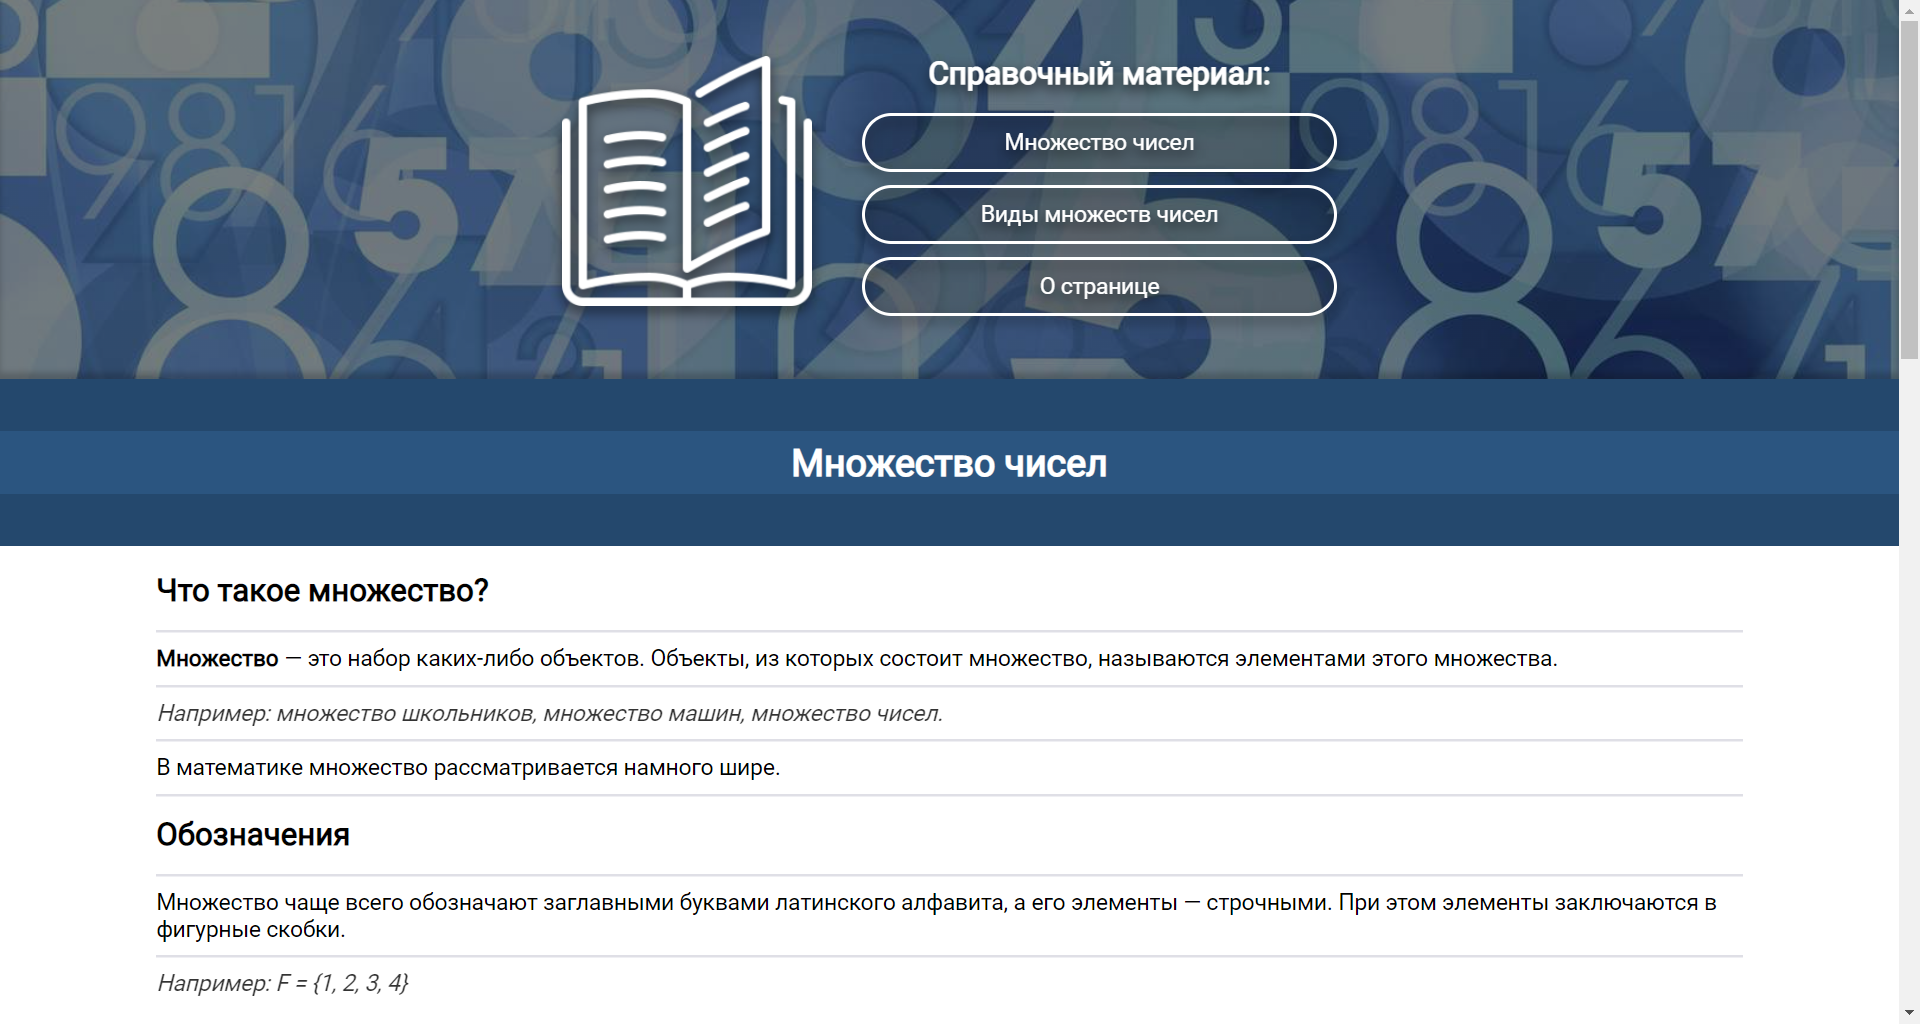 Справочный материал:
Множество чисел
Виды множеств чисел
О странице
Множество чисел
Что такое множество?
Множество — это набор каких-либо объектов. Объекты, из которых состоит множество, называются элементами этого множества.
Например: множество школьников, множество машин, множество чисел.
В математике множество рассматривается намного шире.
Обозначения
Множество чаще всего обозначают заглавными буквами латинского алфавита, а его элементы — строчными. При этом элементы заключаются в
фигурные скобки.
Например: F = {1, 2, 3, 4}